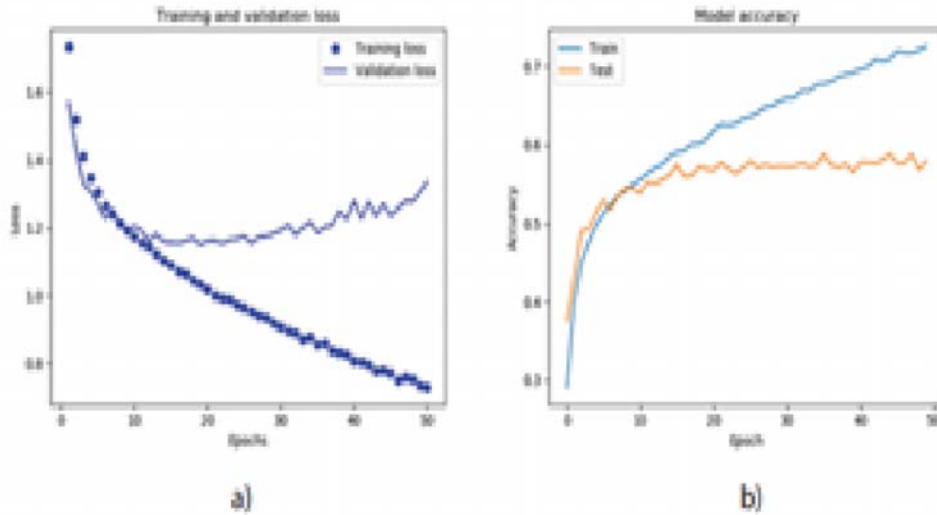 Training and validation loss
Training loss
Validation loss
1.6
1.4
1.2
1.0
0.8
Loss
0 10 20 30 40 50
Epochs
a)
Model accuracy
Train
Test
0.7
0.6
0.5
0.4
0.3
Accuracy
0 10 20 30 40 50
Epoch
b)